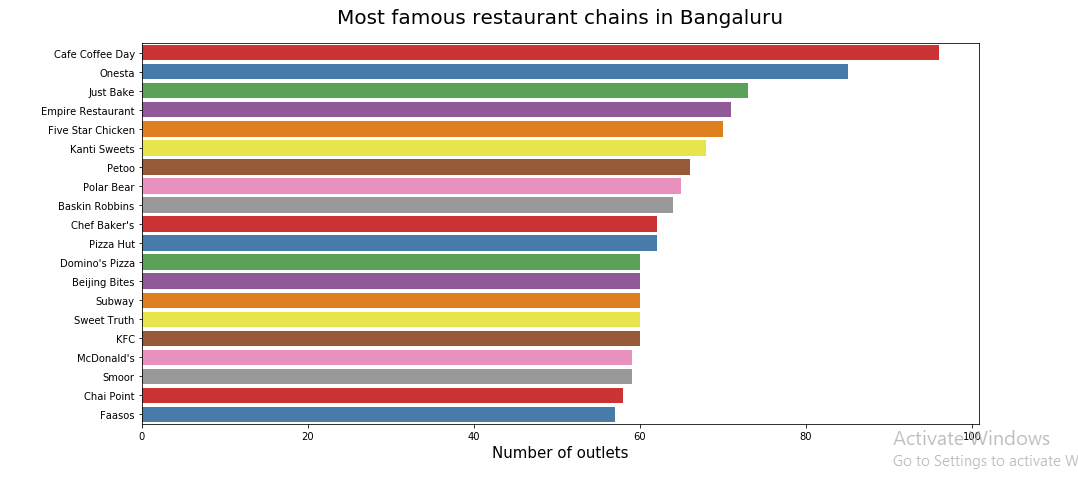 Most famous restaurant chains in Bangaluru
Cafe Coffee Day
Onesta
Just Bake
Empire Restaurant
Five Star Chicken
Kanti Sweets
Petoo
Polar Bear
Baskin Robbins
Chef Baker's
Pizza Hut
Domino's Pizza
Beijing Bites
Subway
Sweet Truth
KFC
McDonald's
Smoor
Chai Point
Faasos
0 20 40 60 80 100
Number of outlets
Activate Windows
Go to Settings to activate W